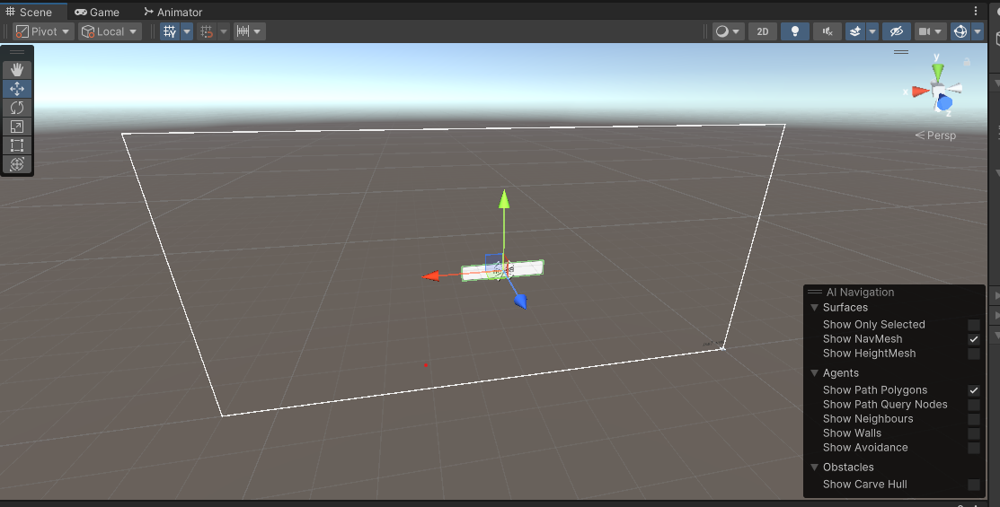 Scene Game Animator
Pivot Local 2D
y
x
z
Persp
AI Navigation
Surfaces
Show Only Selected
Show NavMesh
Show HeightMesh
Agents
Show Path Polygons
Show Path Query Nodes
Show Neighbours
Show Walls
Show Avoidance
Obstacles
Show Carve Hull